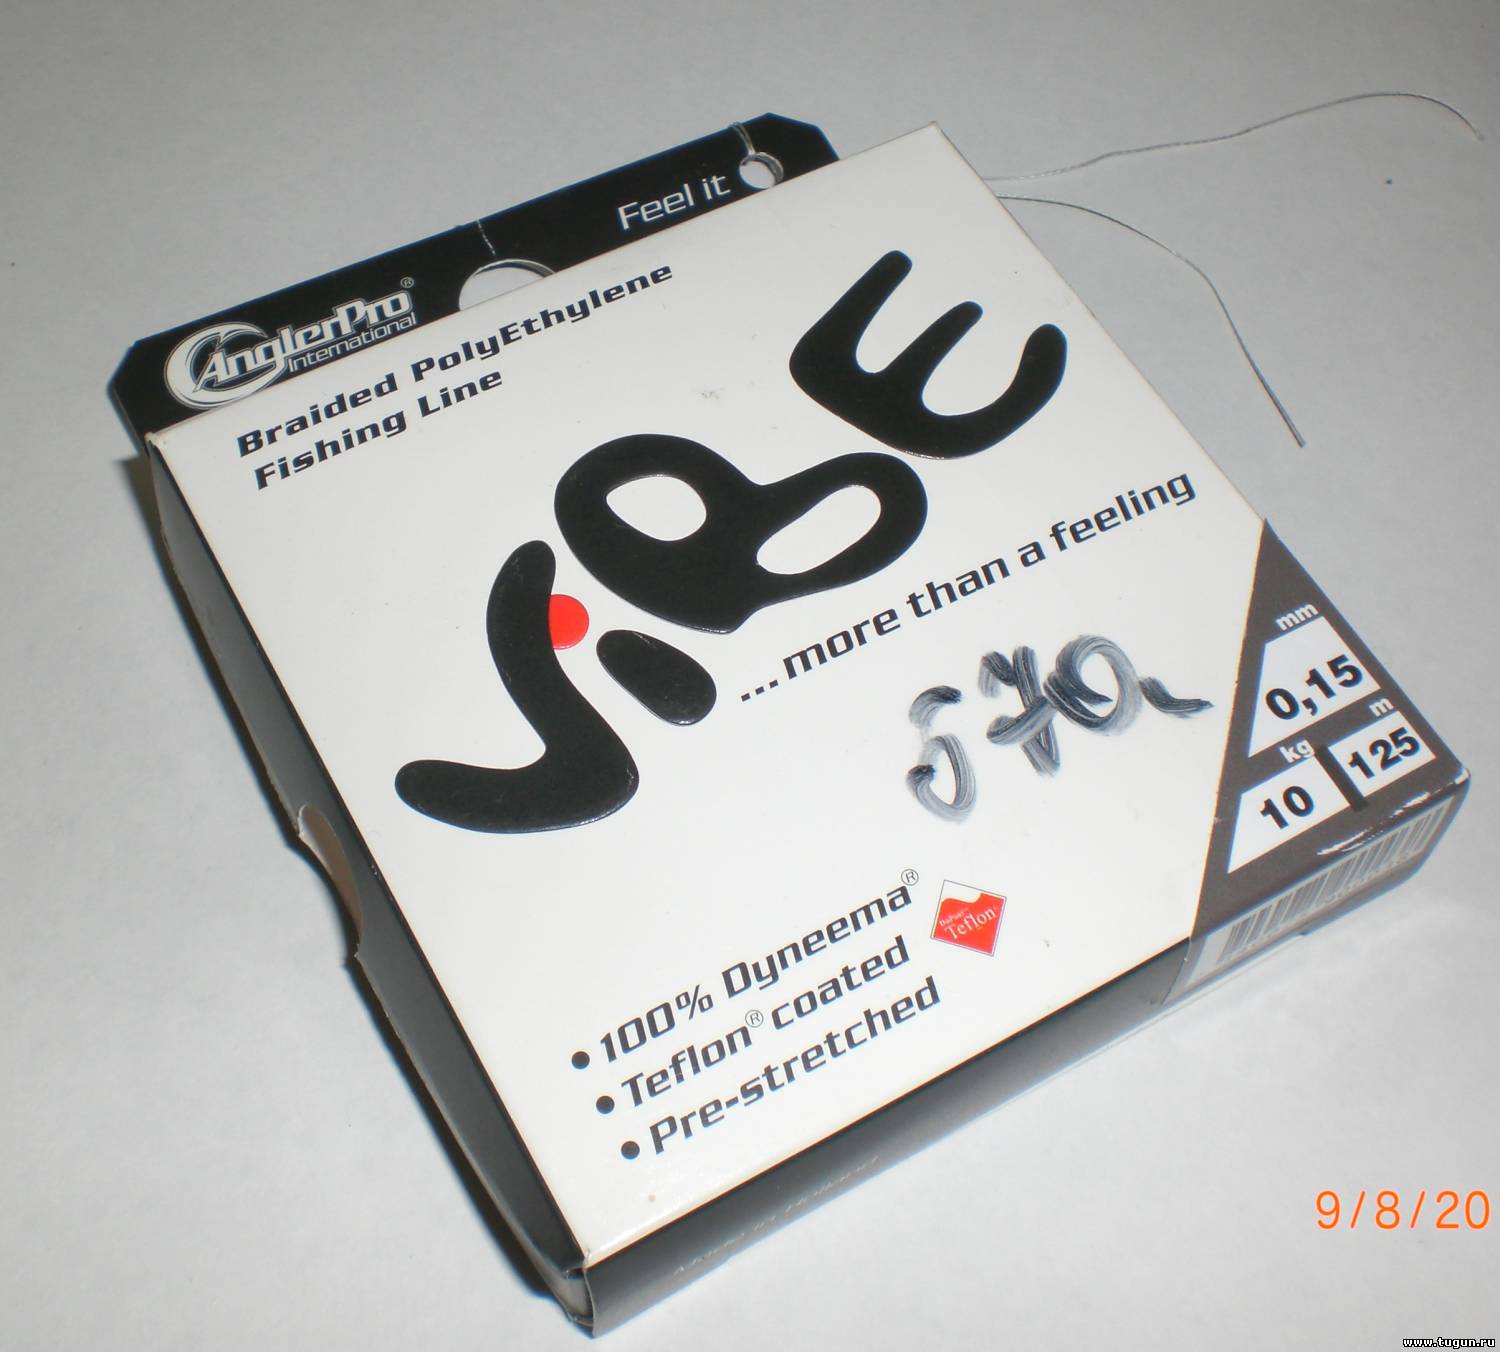 Feel it
AnglerPro®
International
Braided PolyEthylene
Fishing Line
VIBE
...more than a feeling
mm
0,15
kg
10
m
125
• 100% Dyneema®
• Teflon® coated
• Pre-stretched
DuPont™
Teflon®
9/8/20
www.tugun.ru